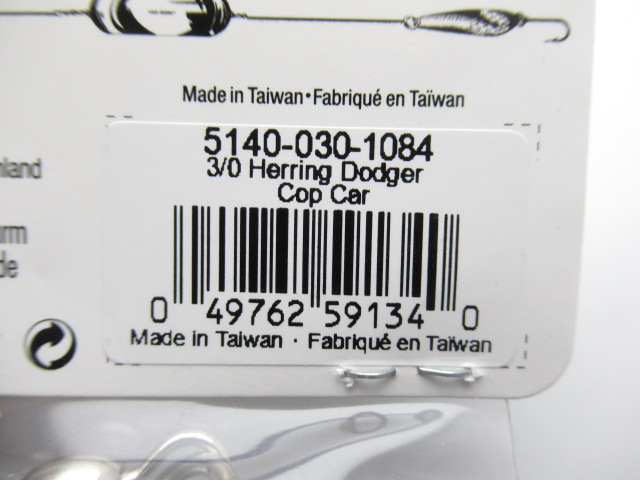 Made in Taiwan•Fabriqué en Taïwan
5140-030-1084
3/0 Herring Dodger
Cop Car
0 49762 59134 0
Made in Taiwan · Fabriqué en Taïwan